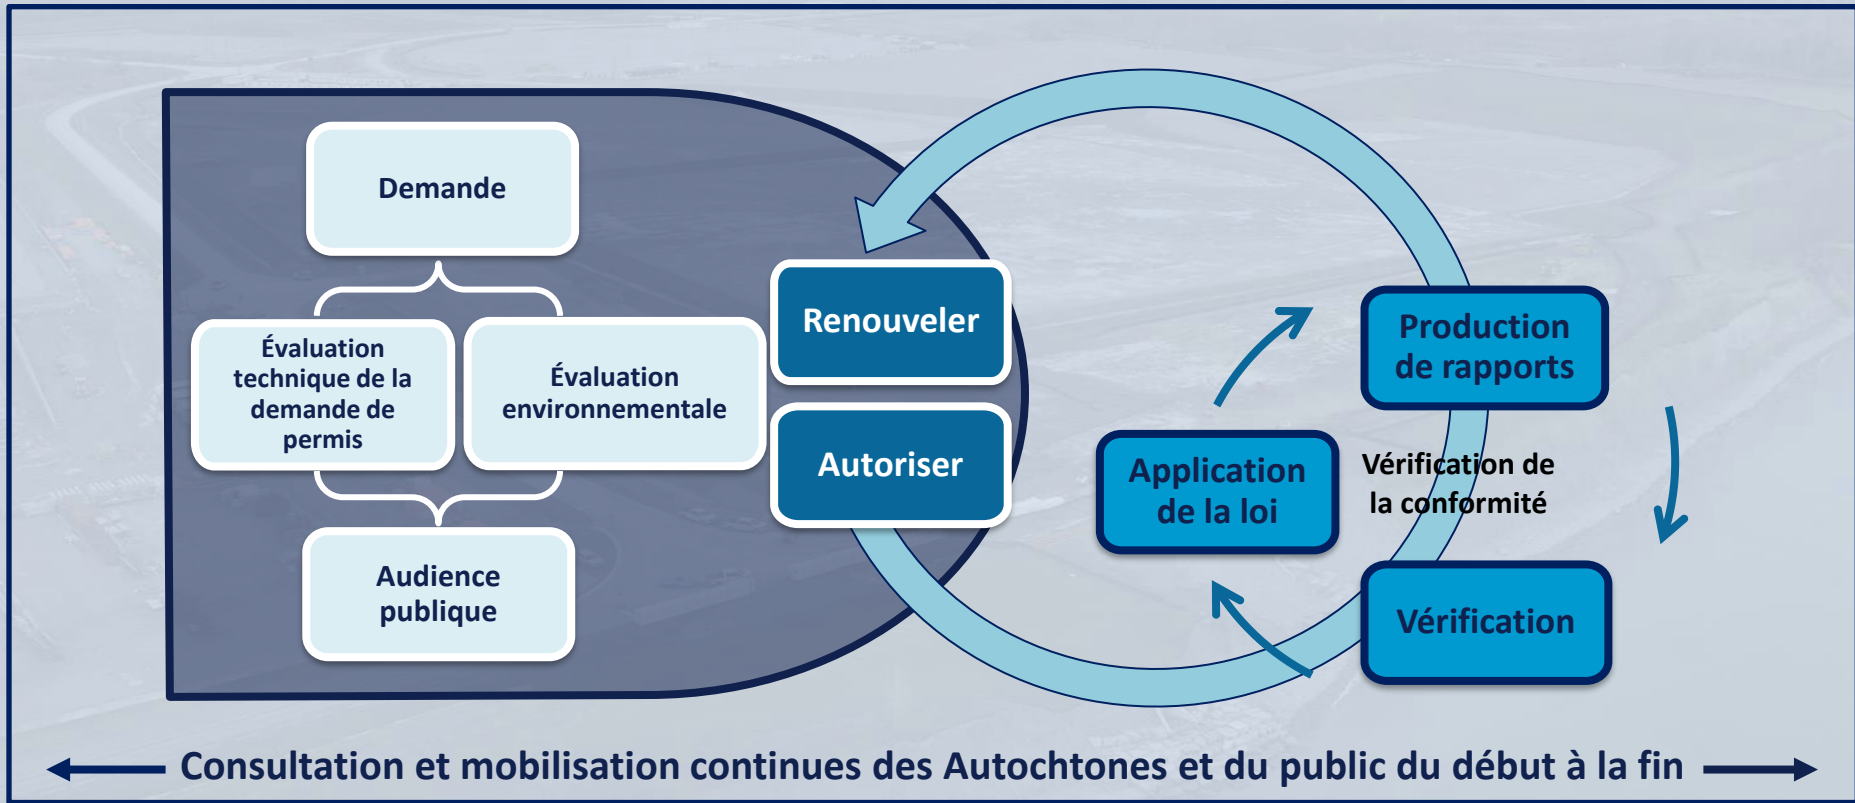 Demande
Évaluation
technique de la
demande de
permis
Évaluation
environnementale
Audience
publique
Renouveler
Autoriser
Production
de rapports
Application
de la loi
Vérification de
la conformité
Vérification
Consultation et mobilisation continues des Autochtones et du public du début à la fin